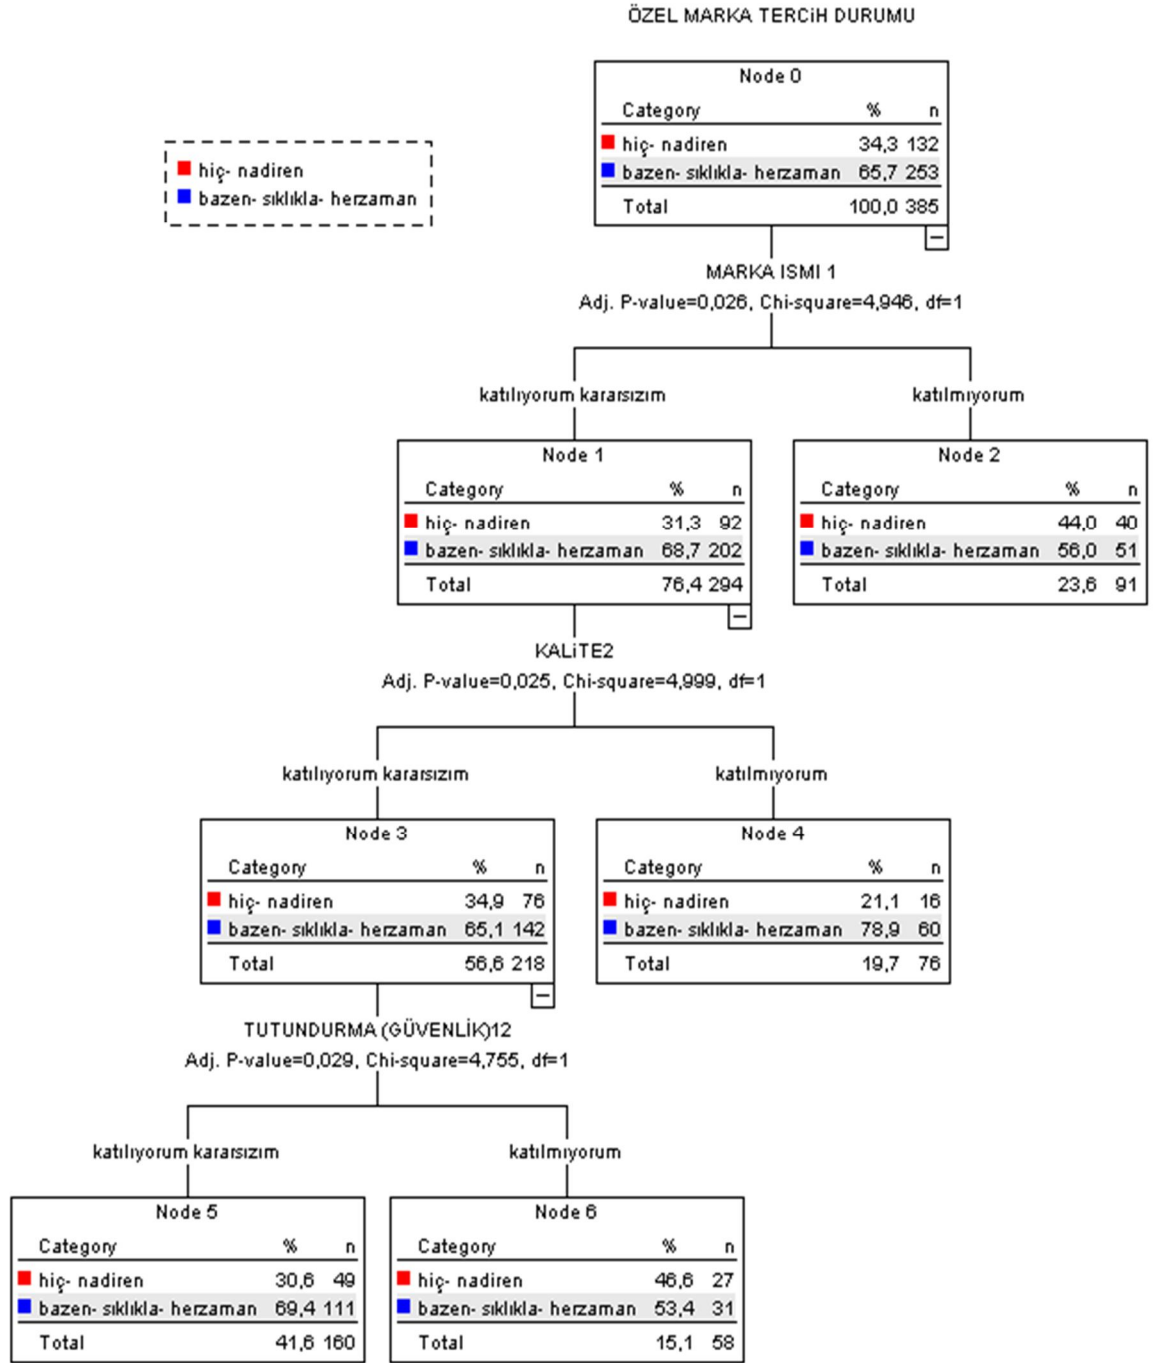 ÖZEL MARKA TERCiH DURUMU
Node 0
Category % n
hiç- nadiren 34,3 132
bazen- sıklıkla- herzaman 65,7 253
Total 100,0 385
hiç- nadiren
bazen- sıklıkla- herzaman
MARKA ISMI 1
Adj. P-value=0,026, Chi-square=4,946, df=1
katılıyorum kararsızım
katılmıyorum
Node 1
Category % n
hiç- nadiren 31,3 92
bazen- sıklıkla- herzaman 68,7 202
Total 76,4 294
Node 2
Category % n
hiç- nadiren 44,0 40
bazen- sıklıkla- herzaman 56,0 51
Total 23,6 91
KALiTE2
Adj. P-value=0,025, Chi-square=4,999, df=1
katılıyorum kararsızım
katılmıyorum
Node 3
Category % n
hiç- nadiren 34,9 76
bazen- sıklıkla- herzaman 65,1 142
Total 56,6 218
Node 4
Category % n
hiç- nadiren 21,1 16
bazen- sıklıkla- herzaman 78,9 60
Total 19,7 76
TUTUNDURMA (GÜVENLİK)12
Adj. P-value=0,029, Chi-square=4,755, df=1
katılıyorum kararsızım
katılmıyorum
Node 5
Category % n
hiç- nadiren 30,6 49
bazen- sıklıkla- herzaman 69,4 111
Total 41,6 160
Node 6
Category % n
hiç- nadiren 46,6 27
bazen- sıklıkla- herzaman 53,4 31
Total 15,1 58